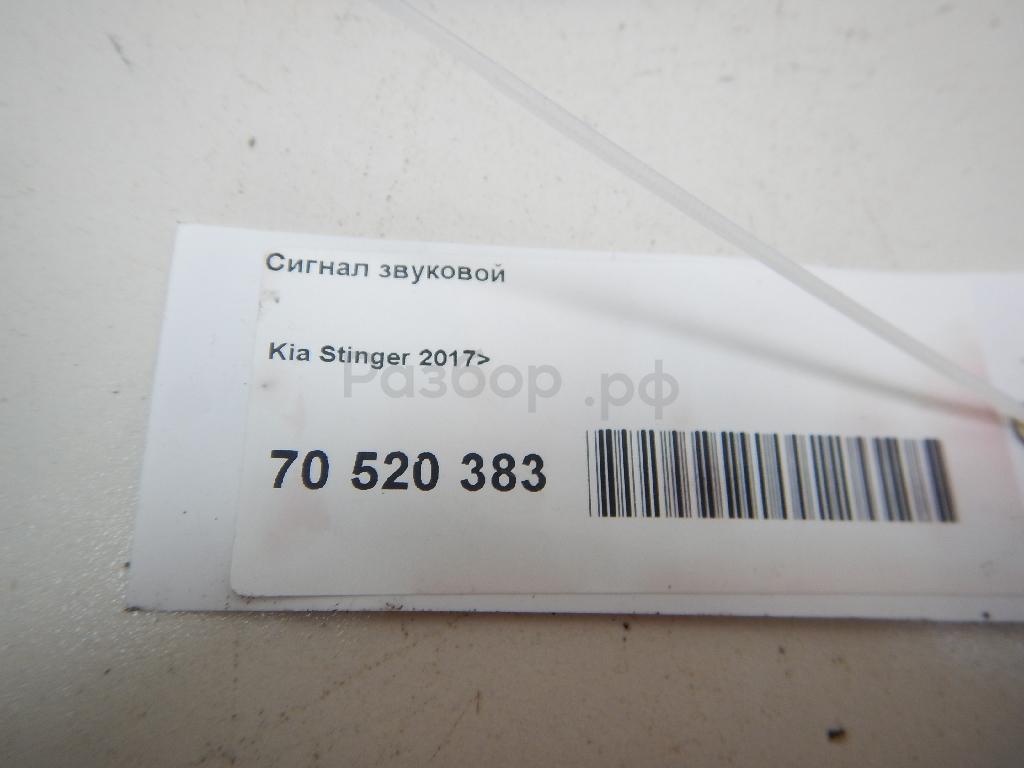 Сигнал звуковой
Kia Stinger 2017>
Разбор.рф
70 520 383